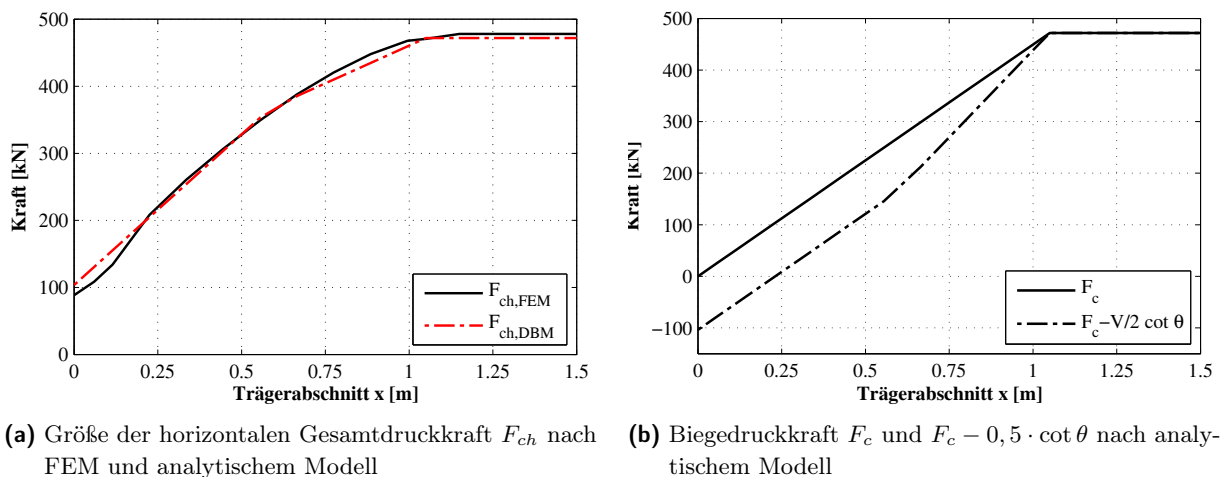 500
400
300
200
100
0
Kraft [kN]
0
0.25
0.5
0.75
1
1.25
1.5
Trägerabschnitt x [m]
F_ch,FEM
F_ch,DBM
500
400
300
200
100
0
−100
Kraft [kN]
0
0.25
0.5
0.75
1
1.25
1.5
Trägerabschnitt x [m]
F_c
F_c−V/2 cot θ
(a) Größe der horizontalen Gesamtdruckkraft F_ch nach
FEM und analytischem Modell
(b) Biegedruckkraft F_c und F_c − 0, 5 · cot θ nach analy-
tischem Modell